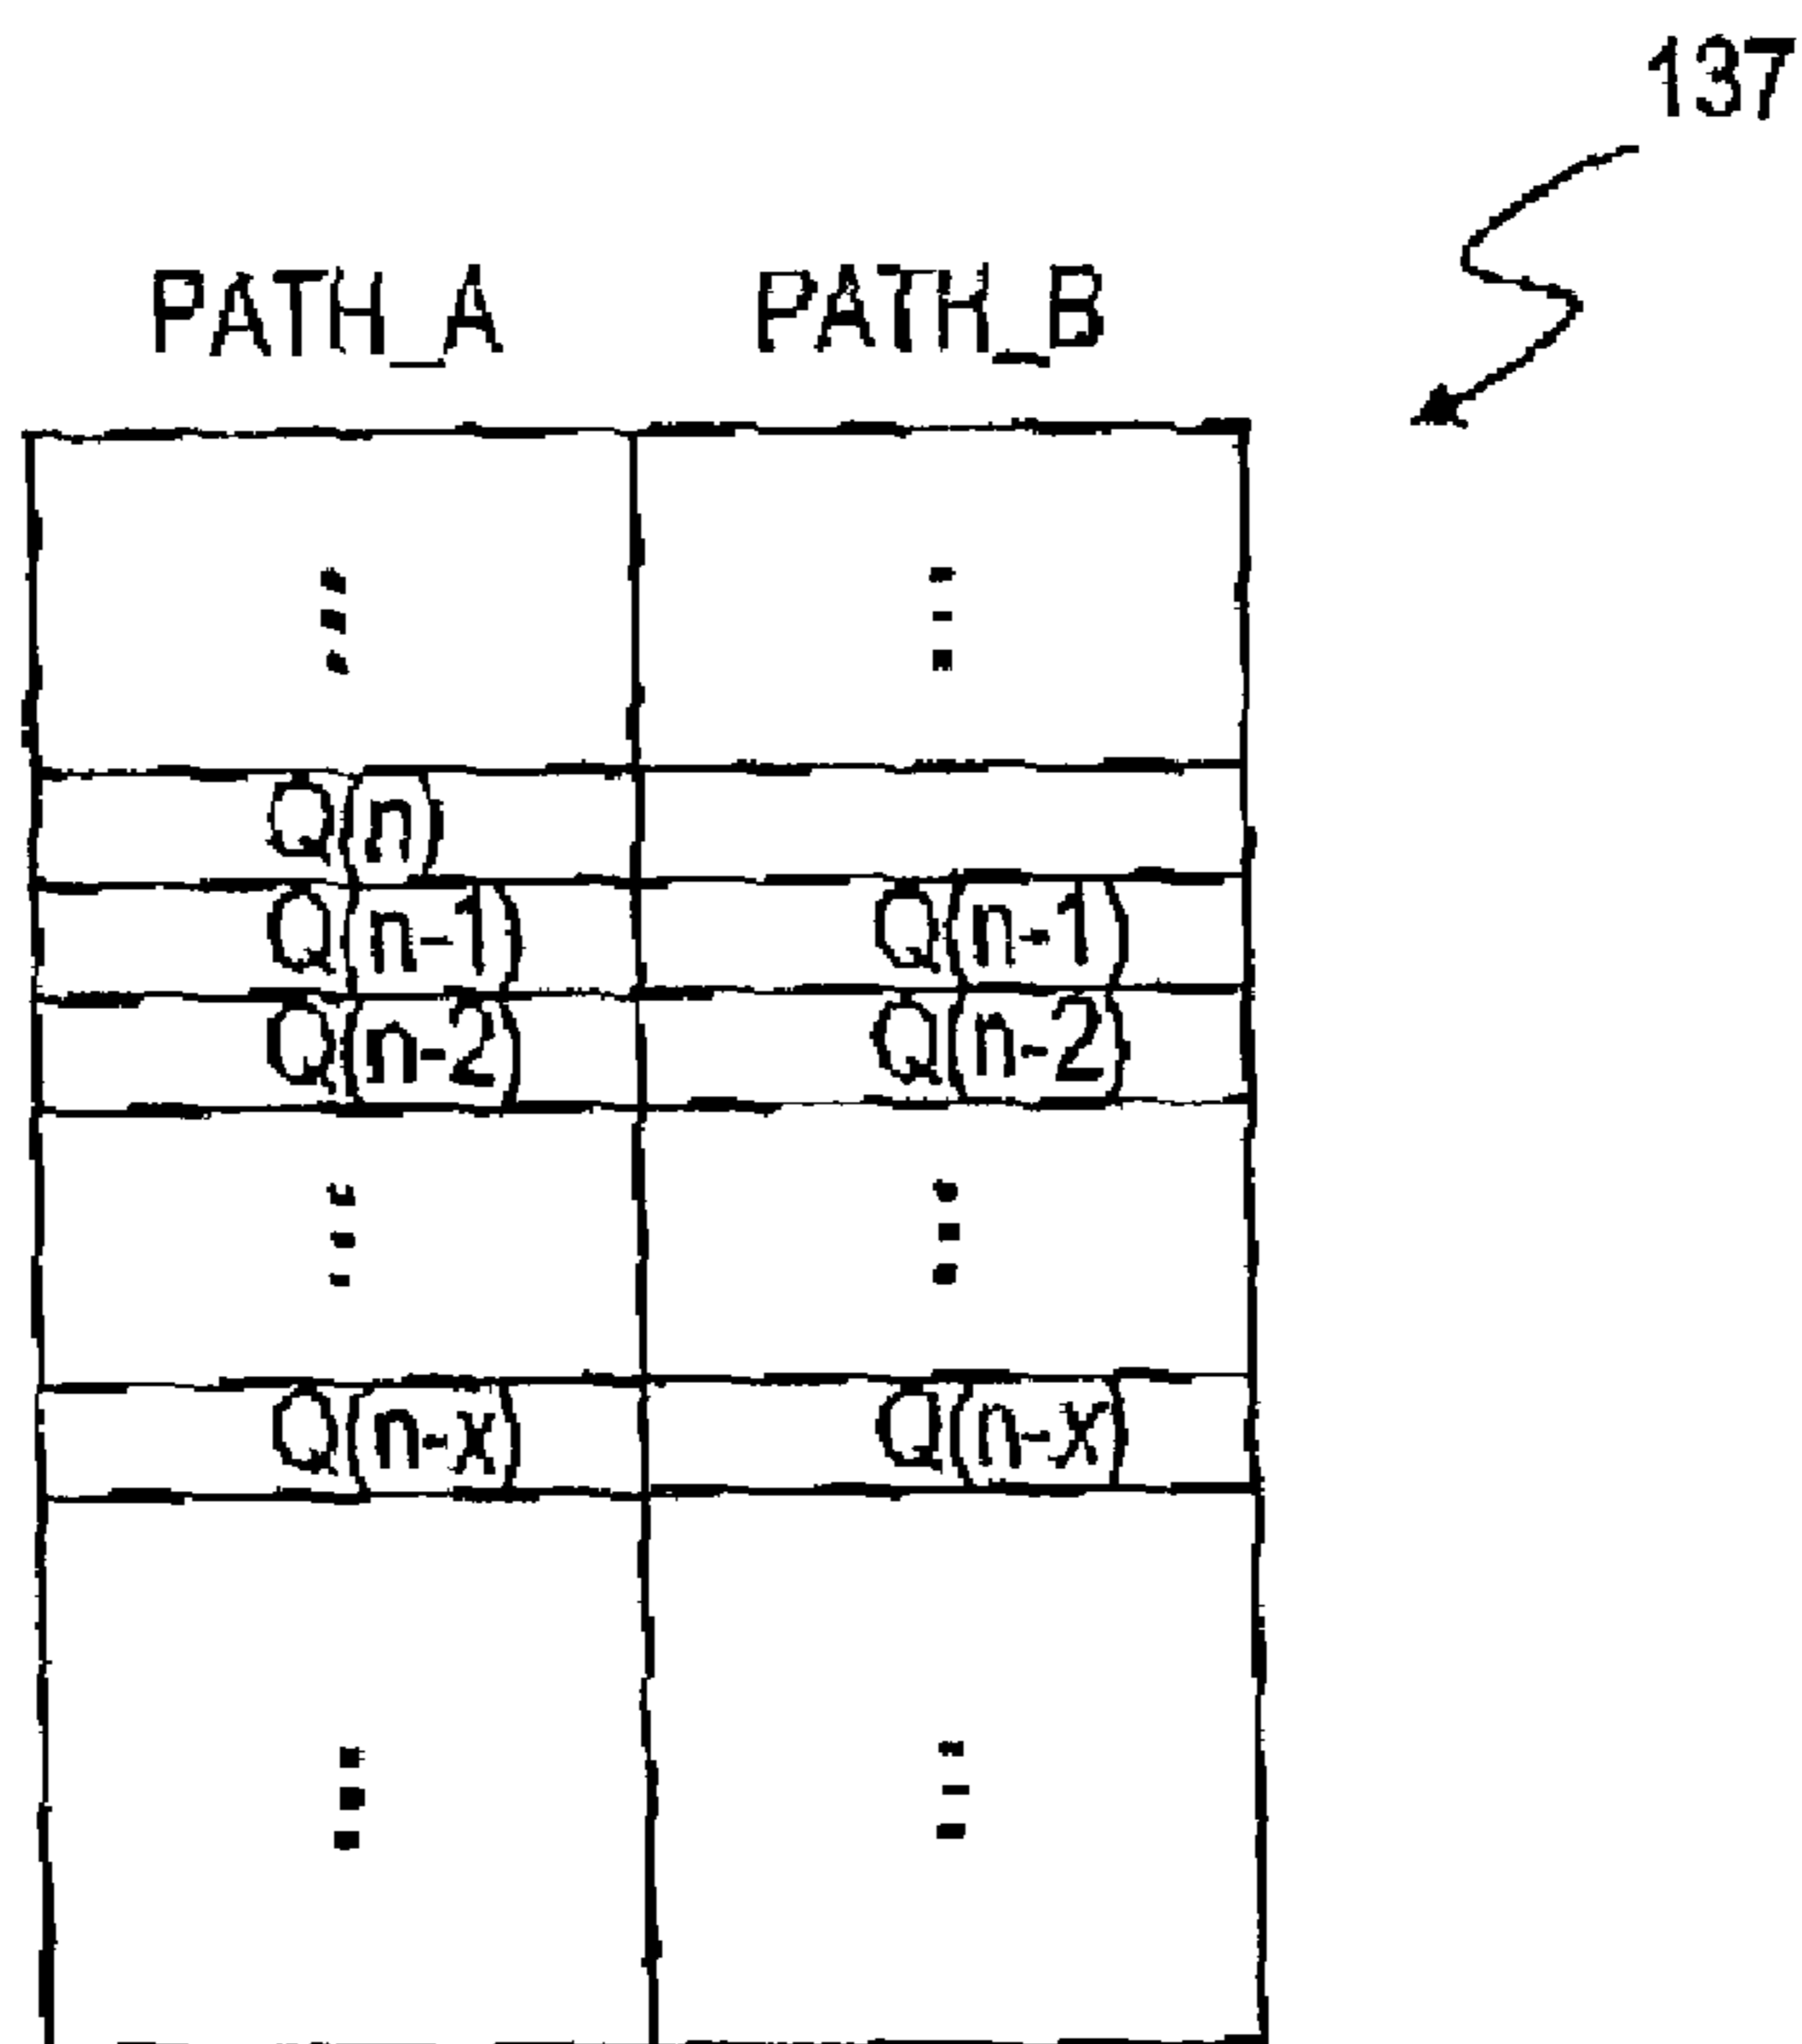 137
PATH_A PATH_B
Q(n)
Q(n-1) Q(n-1)
Q(n-2) Q(n-2)
Q(n-x) Q(n-x)